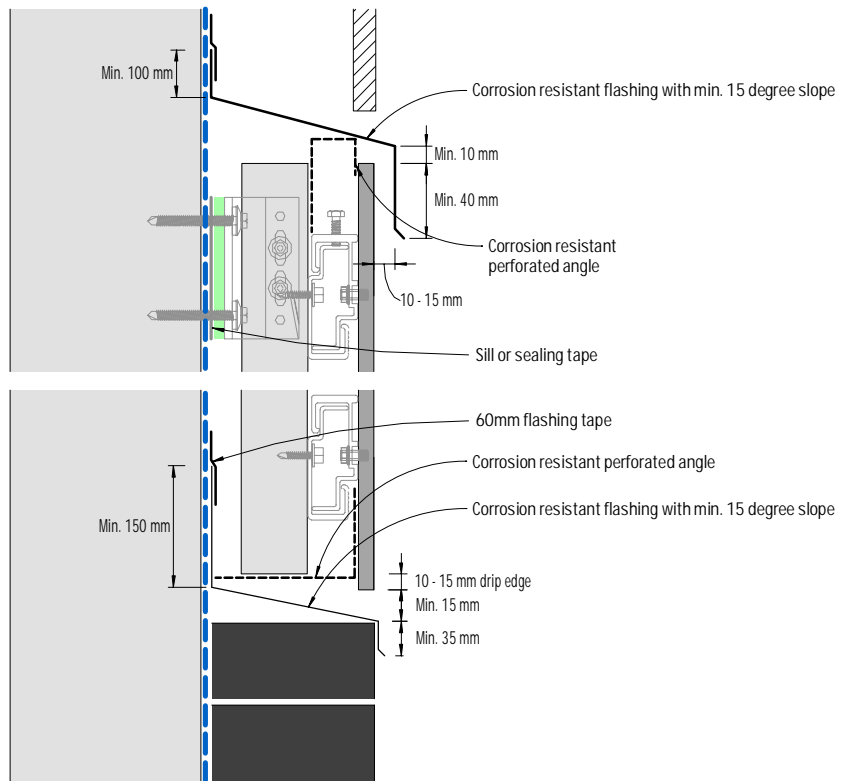 Min. 100 mm
Corrosion resistant flashing with min. 15 degree slope
Min. 10 mm
Min. 40 mm
Corrosion resistant
perforated angle
10 - 15 mm
Sill or sealing tape
60mm flashing tape
Corrosion resistant perforated angle
Corrosion resistant flashing with min. 15 degree slope
Min. 150 mm
10 - 15 mm drip edge
Min. 15 mm
Min. 35 mm